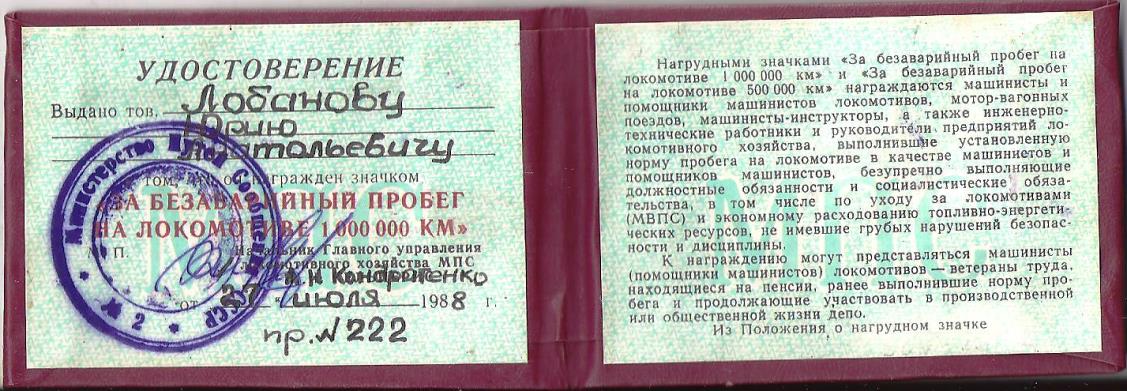 УДОСТОВЕРЕНИЕ
Выдано тов. Лобанову
Юрию
Анатольевичу
в том, что он награжден значком
«ЗА БЕЗАВАРИЙНЫЙ ПРОБЕГ
НА ЛОКОМОТИВЕ 1 000 000 КМ»
М. П.
Начальник Главного управления
локомотивного хозяйства МПС
Н Кондратенко
от 27 июля 1988 г.
пр. N 222
Министерство Путей Сообщения СССР
№ 2
МПС
Нагрудными значками «За безаварийный пробег на
локомотиве 1 000 000 км» и «За безаварийный пробег
на локомотиве 500 000 км» награждаются машинисты и
помощники машинистов локомотивов, мотор-вагонных
поездов, машинисты-инструкторы, а также инженерно-
технические работники и руководители предприятий ло-
комотивного хозяйства, выполнившие установленную
норму пробега на локомотиве в качестве машинистов и
помощников машинистов, безупречно выполняющие
должностные обязанности и социалистические обяза-
тельства, в том числе по уходу за локомотивами
(МВПС) и экономному расходованию топливно-энергети-
ческих ресурсов, не имевшие грубых нарушений безопас-
ности и дисциплины.
К награждению могут представляться машинисты
(помощники машинистов) локомотивов — ветераны труда,
находящиеся на пенсии, ранее выполнившие норму про-
бега и продолжающие участвовать в производственной
или общественной жизни депо.
Из Положения о нагрудном значке
МПС